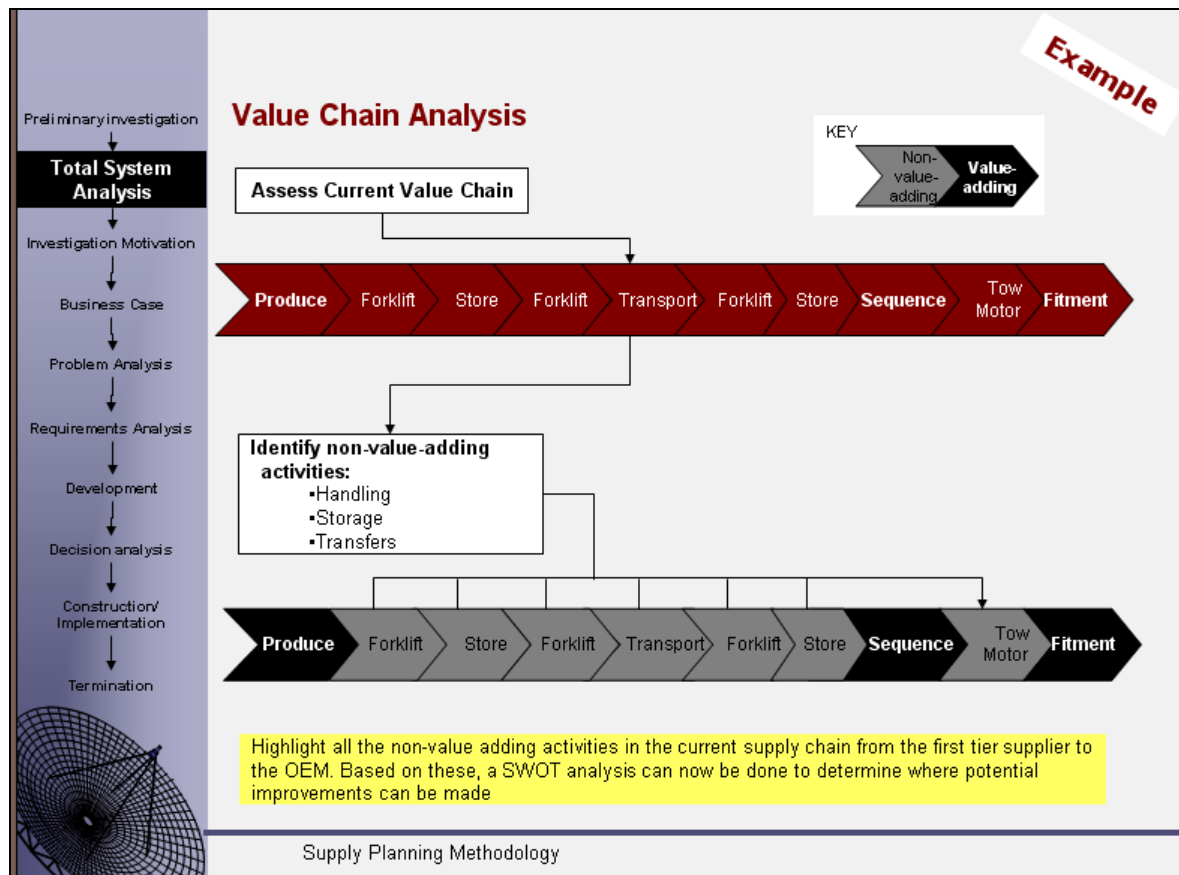 Example
Preliminary investigation
Total System
Analysis
Investigation Motivation
Business Case
Problem Analysis
Requirements Analysis
Development
Decision analysis
Construction/
Implementation
Termination
Value Chain Analysis
KEY
Non-
value-
adding
Value-
adding
Assess Current Value Chain
Produce
Forklift
Store
Forklift
Transport
Forklift
Store
Sequence
Tow
Motor
Fitment
Identify non-value-adding
activities:
▪Handling
▪Storage
▪Transfers
Produce
Forklift
Store
Forklift
Transport
Forklift
Store
Sequence
Tow
Motor
Fitment
Highlight all the non-value adding activities in the current supply chain from the first tier supplier to
the OEM. Based on these, a SWOT analysis can now be done to determine where potential
improvements can be made
Supply Planning Methodology